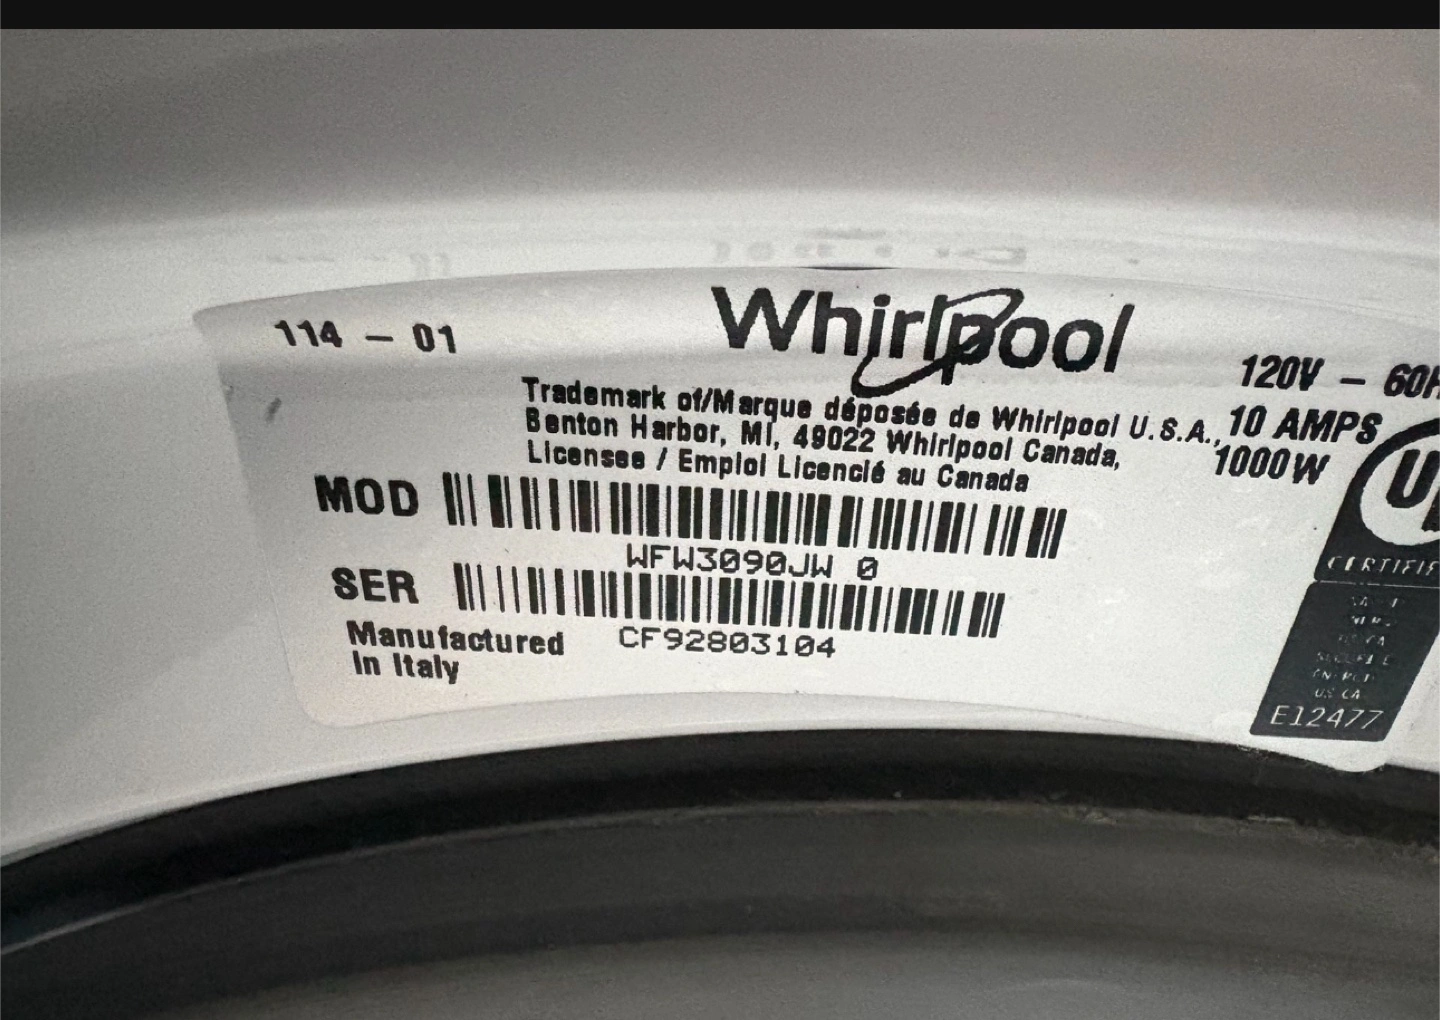 114 – 01
Whirlpool
120V – 60H
Trademark of/Marque déposée de Whirlpool U.S.A.,
10 AMPS
Benton Harbor, MI, 49022 Whirlpool Canada,
1000W
Licensee / Emploi Licencié au Canada
MOD
WFW3090JW 0
SER
CF92803104
Manufactured
In Italy
U
CERTIFIE
E12477